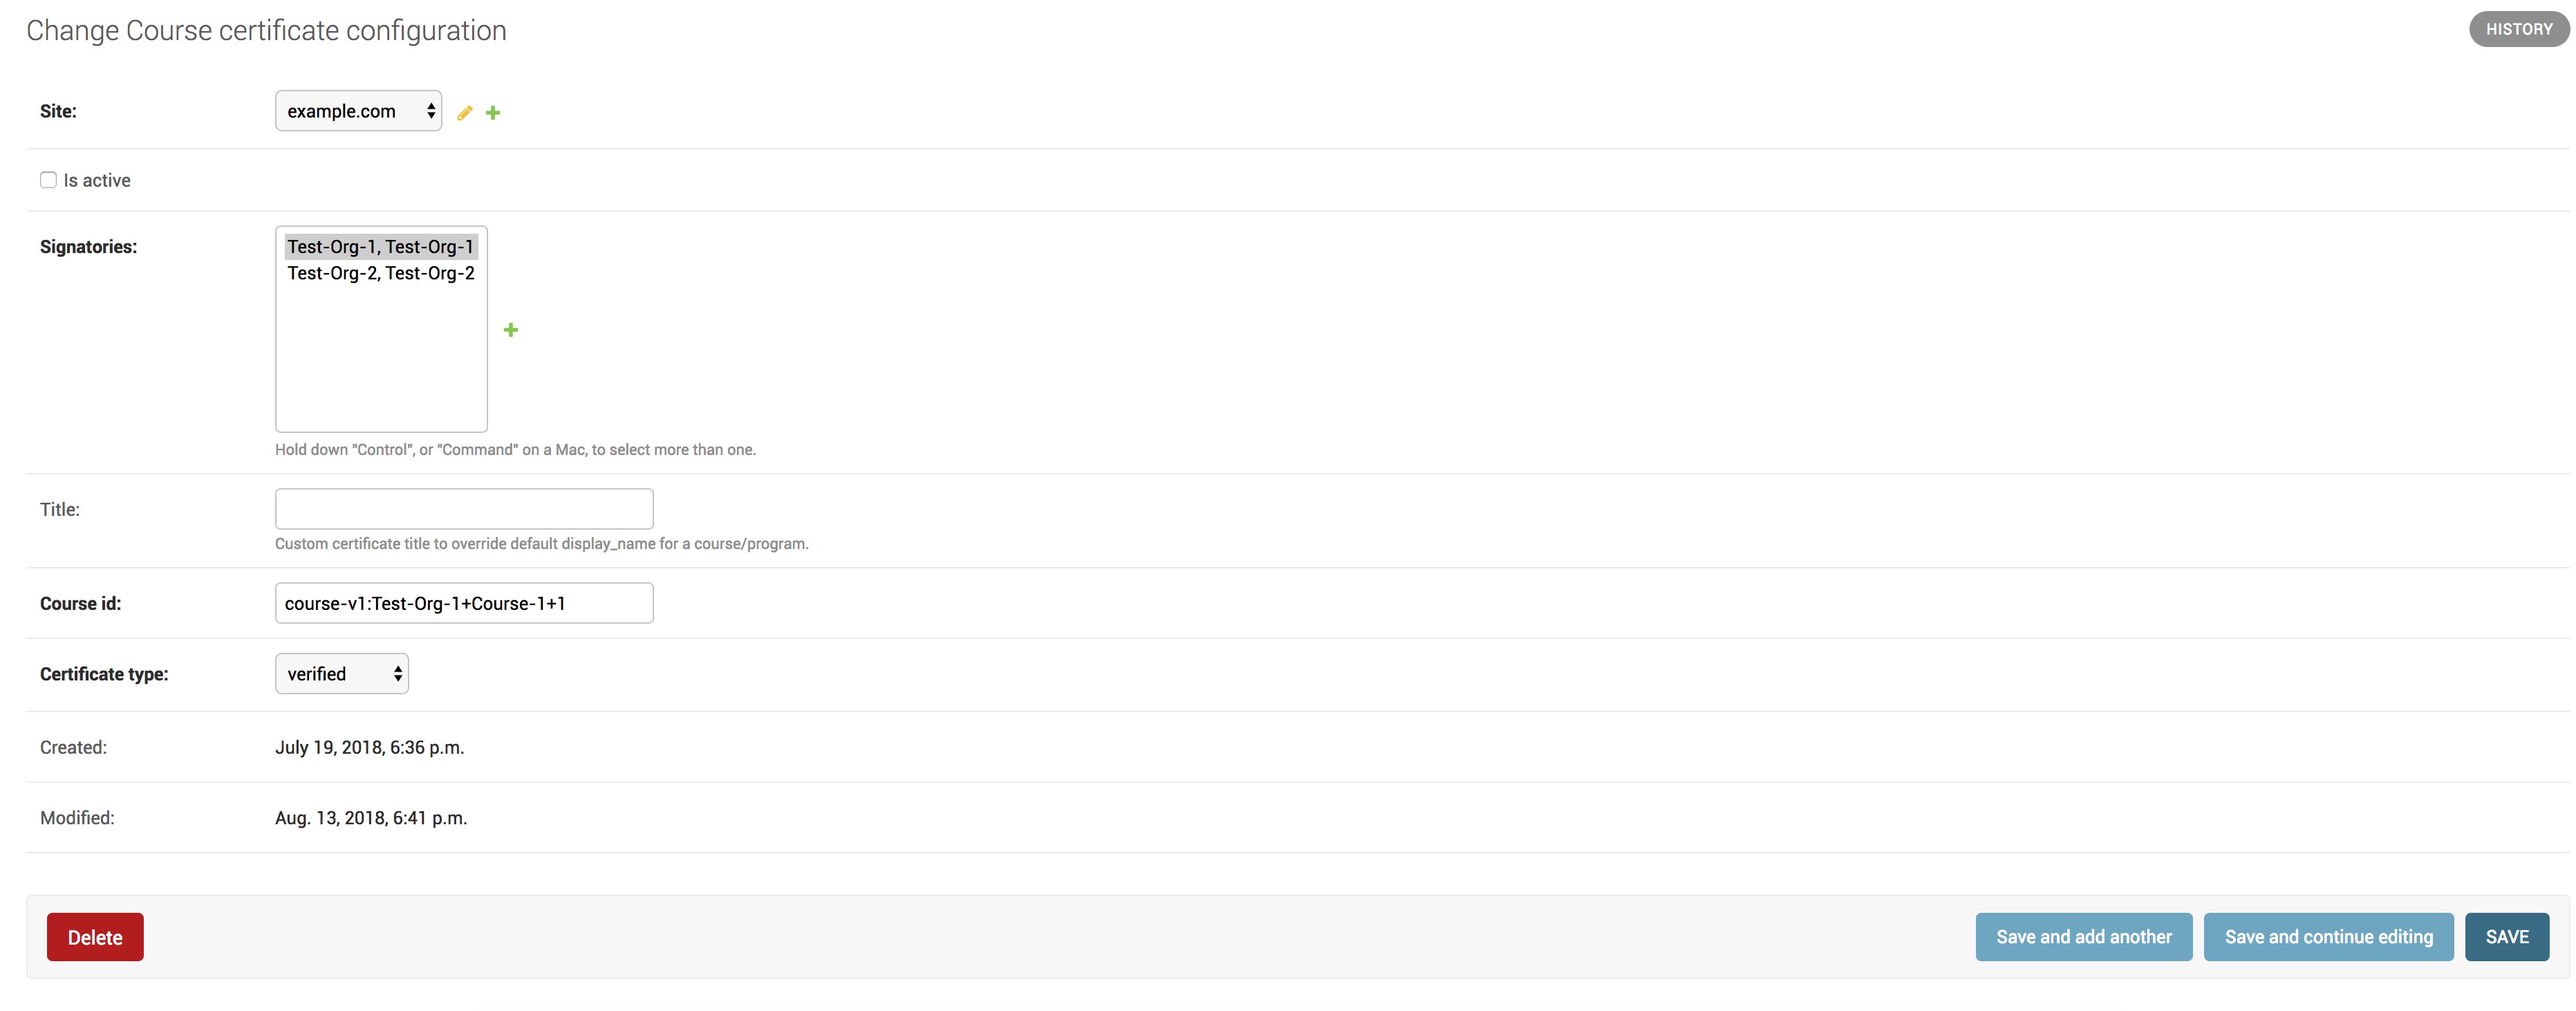 Change Course certificate configuration
HISTORY
Site: example.com
Is active
Signatories: Test-Org-1, Test-Org-1
Test-Org-2, Test-Org-2
Hold down "Control", or "Command" on a Mac, to select more than one.
Title:
Custom certificate title to override default display_name for a course/program.
Course id: course-v1:Test-Org-1+Course-1+1
Certificate type: verified
Created: July 19, 2018, 6:36 p.m.
Modified: Aug. 13, 2018, 6:41 p.m.
Delete Save and add another Save and continue editing SAVE